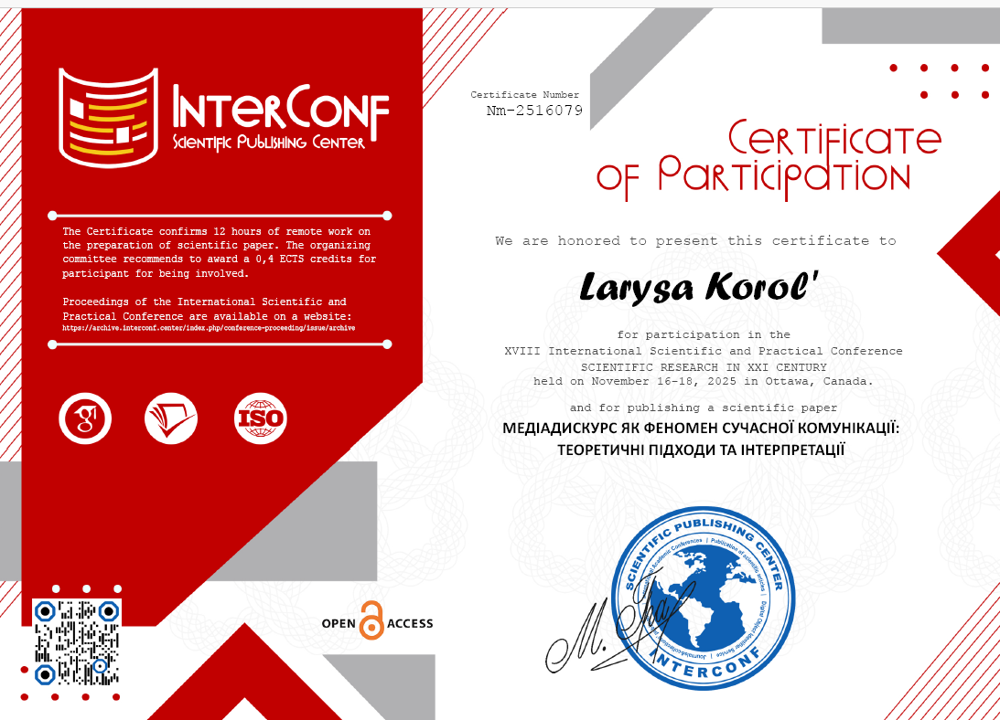 INTERCONF
SCIENTIFIC PUBLISHING CENTER
The Certificate confirms 12 hours of remote work on
the preparation of scientific paper. The organizing
committee recommends to award a 0,4 ECTS credits for
participant for being involved.
Proceedings of the International Scientific and
Practical Conference are available on a website:
https://archive.interconf.center/index.php/conference-proceeding/issue/archive
ISO
OPEN ACCESS
Certificate Number
Nm-2516079
Certificate
of Participation
We are honored to present this certificate to
Larysa Korol'
for participation in the
XVIII International Scientific and Practical Conference
SCIENTIFIC RESEARCH IN XXI CENTURY
held on November 16-18, 2025 in Ottawa, Canada.
and for publishing a scientific paper
МЕДІАДИСКУРС ЯК ФЕНОМЕН СУЧАСНОЇ КОМУНІКАЦІЇ:
ТЕОРЕТИЧНІ ПІДХОДИ ТА ІНТЕРПРЕТАЦІЇ
SCIENTIFIC PUBLISHING CENTER
INTERCONF